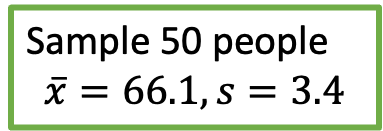 Sample 50 people
x̄ = 66.1, s = 3.4